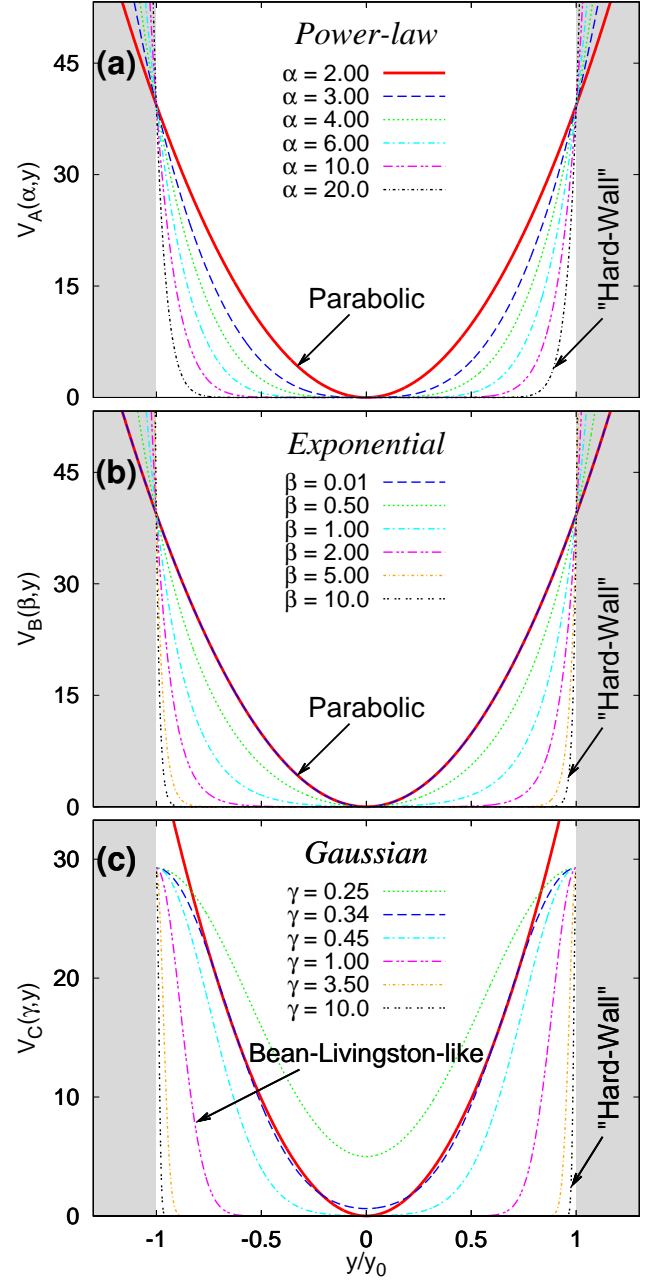 (a)
Power-law
α = 2.00
α = 3.00
α = 4.00
α = 6.00
α = 10.0
α = 20.0
Parabolic
"Hard-Wall"
V_A(α,y)
45
30
15
0
(b)
Exponential
β = 0.01
β = 0.50
β = 1.00
β = 2.00
β = 5.00
β = 10.0
Parabolic
"Hard-Wall"
V_B(β,y)
45
30
15
0
(c)
Gaussian
γ = 0.25
γ = 0.34
γ = 0.45
γ = 1.00
γ = 3.50
γ = 10.0
Bean-Livingston-like
"Hard-Wall"
V_C(γ,y)
30
20
10
0
-1 -0.5 0 0.5 1
y/y_0